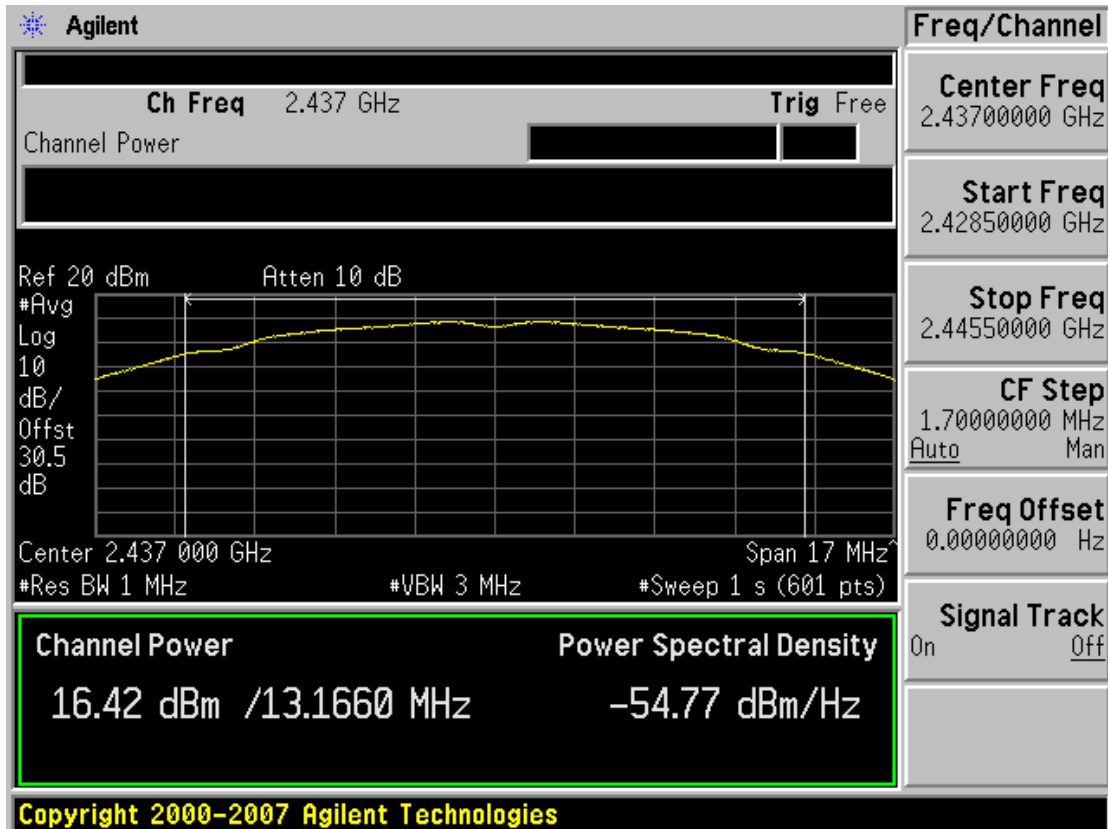 Agilent
Freq/Channel
Ch Freq 2.437 GHz Trig Free
Channel Power
Center Freq
2.43700000 GHz
Start Freq
2.42850000 GHz
Stop Freq
2.44550000 GHz
CF Step
1.70000000 MHz
Auto Man
Freq Offset
0.00000000 Hz
Signal Track
On Off
Ref 20 dBm Atten 10 dB
#Avg
Log
10
dB/
Offst
30.5
dB
Center 2.437 000 GHz Span 17 MHz^
#Res BW 1 MHz #VBW 3 MHz #Sweep 1 s (601 pts)
Channel Power Power Spectral Density
16.42 dBm /13.1660 MHz -54.77 dBm/Hz
Copyright 2000-2007 Agilent Technologies